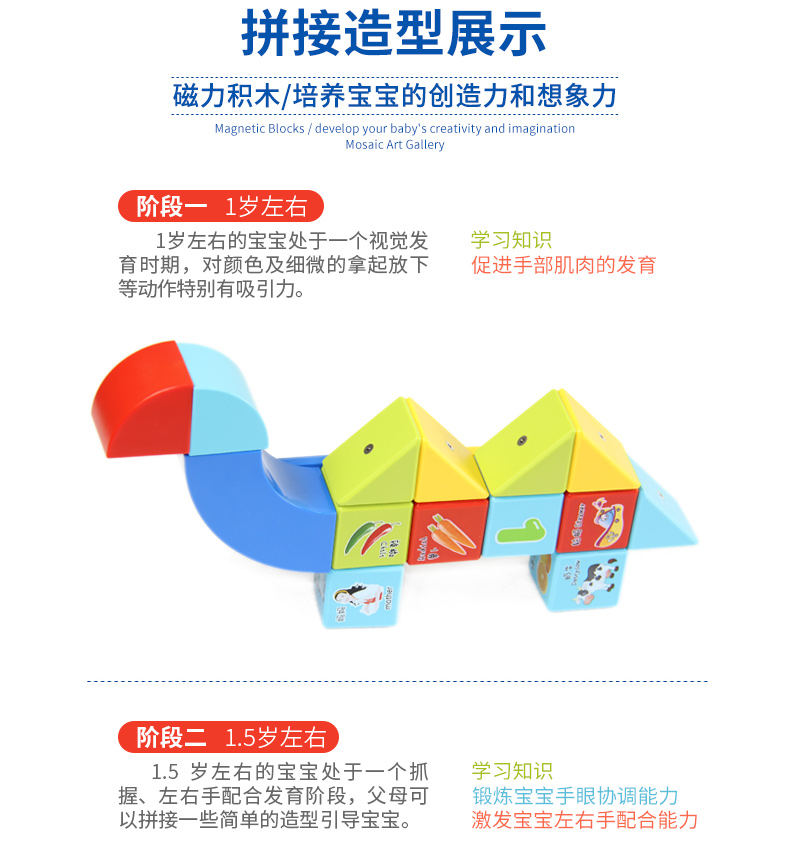 拼接造型展示
磁力积木/培养宝宝的创造力和想象力
Magnetic Blocks / develop your baby's creativity and imagination
Mosaic Art Gallery
阶段一 1岁左右
1岁左右的宝宝处于一个视觉发
育时期，对颜色及细微的拿起放下
等动作特别有吸引力。
学习知识
促进手部肌肉的发育
1
mother
阶段二 1.5岁左右
1.5 岁左右的宝宝处于一个抓
握、左右手配合发育阶段，父母可
以拼接一些简单的造型引导宝宝。
学习知识
锻炼宝宝手眼协调能力
激发宝宝左右手配合能力